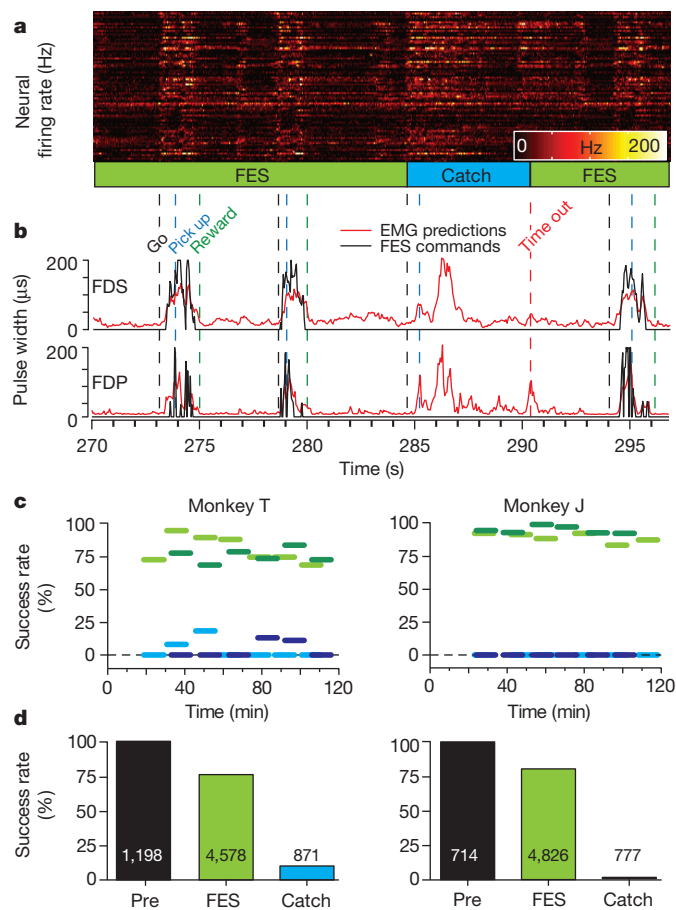 a
Neural
firing rate (Hz)
0 Hz 200
FES Catch FES
b
Go
Pick up
Reward
EMG predictions
FES commands
Time out
Pulse width (μs)
200
FDS
0
200
FDP
0
270 275 280 285 290 295
Time (s)
c
Monkey T Monkey J
Success rate
(%)
100
75
50
25
0
0 40 80 120
Time (min)
Success rate
(%)
100
75
50
25
0
0 40 80 120
Time (min)
d
Success rate
(%)
100
75
50
25
0
1,198 4,578 871
Pre FES Catch
Success rate
(%)
100
75
50
25
0
714 4,826 777
Pre FES Catch